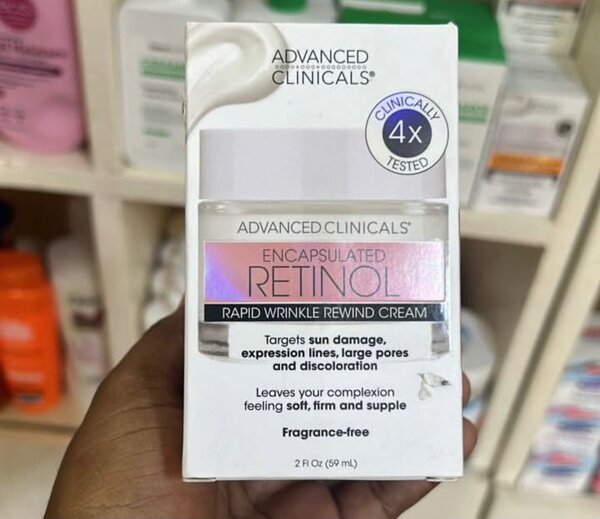 ADVANCED
CLINICALS®
CLINICALLY
4x
TESTED
ADVANCED CLINICALS®
ENCAPSULATED
RETINOL
RAPID WRINKLE REWIND CREAM
Targets sun damage,
expression lines, large pores
and discoloration
Leaves your complexion
feeling soft, firm and supple
Fragrance-free
2 Fl Oz (59 mL)